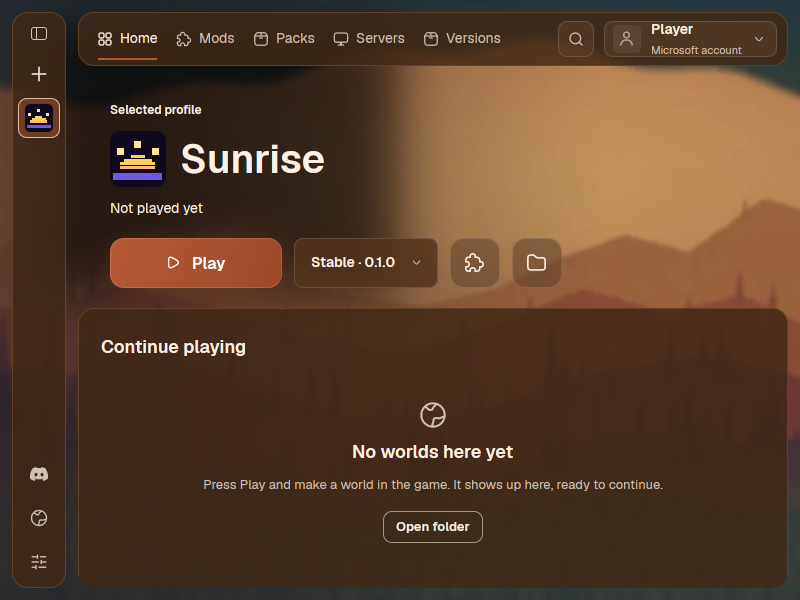 Home
Mods
Packs
Servers
Versions
Player
Microsoft account
Selected profile
Sunrise
Not played yet
Play
Stable · 0.1.0
Continue playing
No worlds here yet
Press Play and make a world in the game. It shows up here, ready to continue.
Open folder